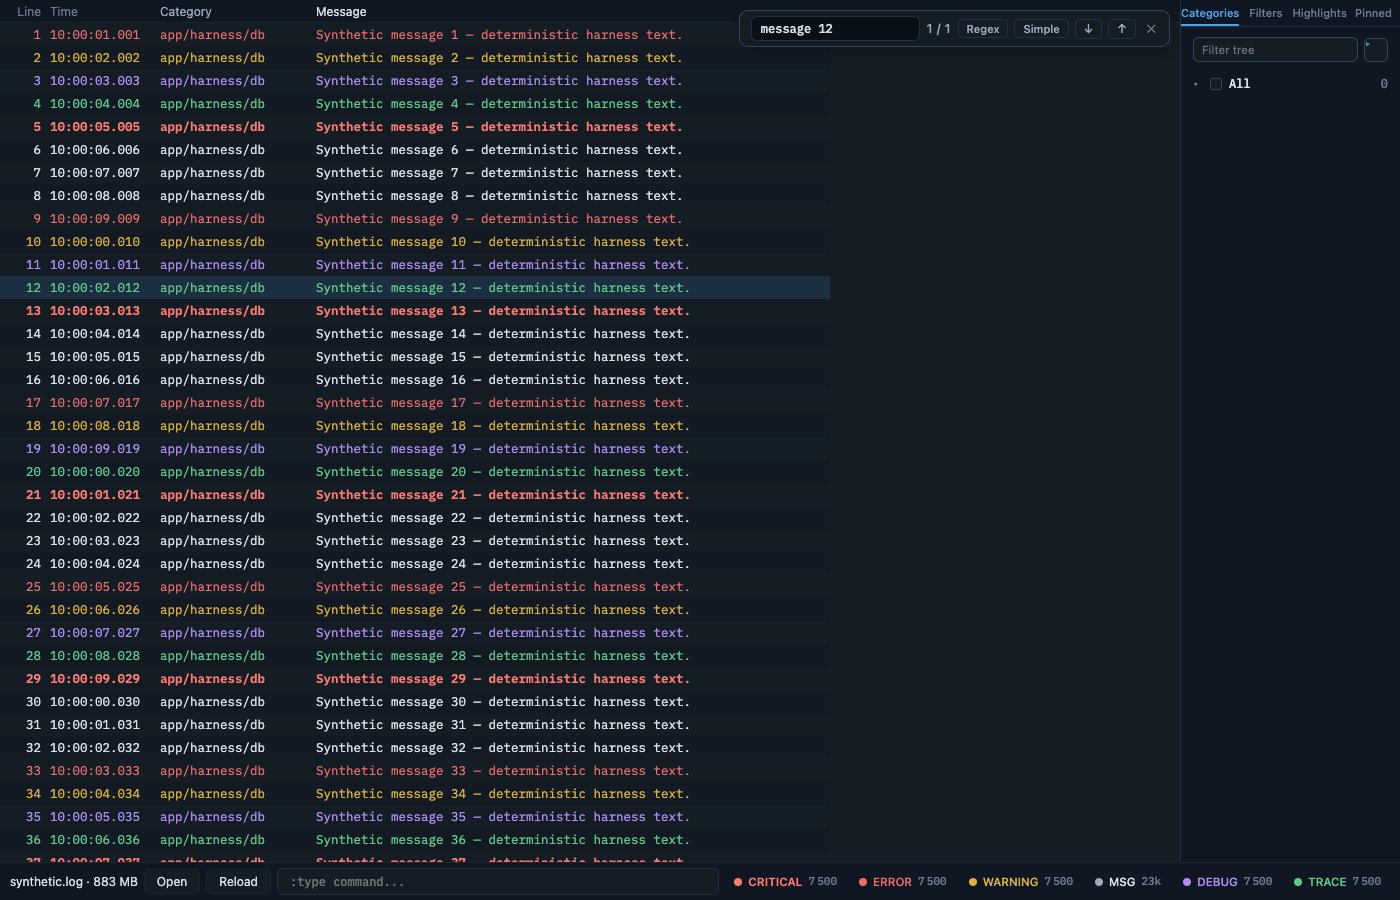 Line Time Category Message
message 12 1 / 1 Regex Simple ↓ ↑ ×
Categories Filters Highlights Pinned
Filter tree
All 0
1 10:00:01.001 app/harness/db Synthetic message 1 — deterministic harness text.
2 10:00:02.002 app/harness/db Synthetic message 2 — deterministic harness text.
3 10:00:03.003 app/harness/db Synthetic message 3 — deterministic harness text.
4 10:00:04.004 app/harness/db Synthetic message 4 — deterministic harness text.
5 10:00:05.005 app/harness/db Synthetic message 5 — deterministic harness text.
6 10:00:06.006 app/harness/db Synthetic message 6 — deterministic harness text.
7 10:00:07.007 app/harness/db Synthetic message 7 — deterministic harness text.
8 10:00:08.008 app/harness/db Synthetic message 8 — deterministic harness text.
9 10:00:09.009 app/harness/db Synthetic message 9 — deterministic harness text.
10 10:00:00.010 app/harness/db Synthetic message 10 — deterministic harness text.
11 10:00:01.011 app/harness/db Synthetic message 11 — deterministic harness text.
12 10:00:02.012 app/harness/db Synthetic message 12 — deterministic harness text.
13 10:00:03.013 app/harness/db Synthetic message 13 — deterministic harness text.
14 10:00:04.014 app/harness/db Synthetic message 14 — deterministic harness text.
15 10:00:05.015 app/harness/db Synthetic message 15 — deterministic harness text.
16 10:00:06.016 app/harness/db Synthetic message 16 — deterministic harness text.
17 10:00:07.017 app/harness/db Synthetic message 17 — deterministic harness text.
18 10:00:08.018 app/harness/db Synthetic message 18 — deterministic harness text.
19 10:00:09.019 app/harness/db Synthetic message 19 — deterministic harness text.
20 10:00:00.020 app/harness/db Synthetic message 20 — deterministic harness text.
21 10:00:01.021 app/harness/db Synthetic message 21 — deterministic harness text.
22 10:00:02.022 app/harness/db Synthetic message 22 — deterministic harness text.
23 10:00:03.023 app/harness/db Synthetic message 23 — deterministic harness text.
24 10:00:04.024 app/harness/db Synthetic message 24 — deterministic harness text.
25 10:00:05.025 app/harness/db Synthetic message 25 — deterministic harness text.
26 10:00:06.026 app/harness/db Synthetic message 26 — deterministic harness text.
27 10:00:07.027 app/harness/db Synthetic message 27 — deterministic harness text.
28 10:00:08.028 app/harness/db Synthetic message 28 — deterministic harness text.
29 10:00:09.029 app/harness/db Synthetic message 29 — deterministic harness text.
30 10:00:00.030 app/harness/db Synthetic message 30 — deterministic harness text.
31 10:00:01.031 app/harness/db Synthetic message 31 — deterministic harness text.
32 10:00:02.032 app/harness/db Synthetic message 32 — deterministic harness text.
33 10:00:03.033 app/harness/db Synthetic message 33 — deterministic harness text.
34 10:00:04.034 app/harness/db Synthetic message 34 — deterministic harness text.
35 10:00:05.035 app/harness/db Synthetic message 35 — deterministic harness text.
36 10:00:06.036 app/harness/db Synthetic message 36 — deterministic harness text.
synthetic.log · 883 MB Open Reload :type command... CRITICAL 7 500 ERROR 7 500 WARNING 7 500 MSG 23k DEBUG 7 500 TRACE 7 500